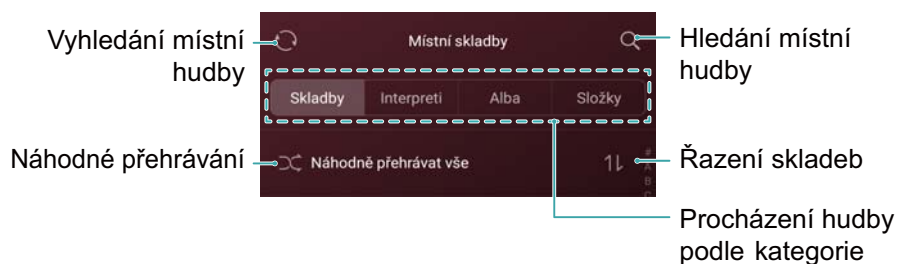 Vyhledání místní
hudby
Místní skladby
Hledání místní
hudby
Skladby Interpreti Alba Složky
Náhodné přehrávání
Náhodně přehrávat vše
Řazení skladeb
#
A
B
C
Procházení hudby
podle kategorie